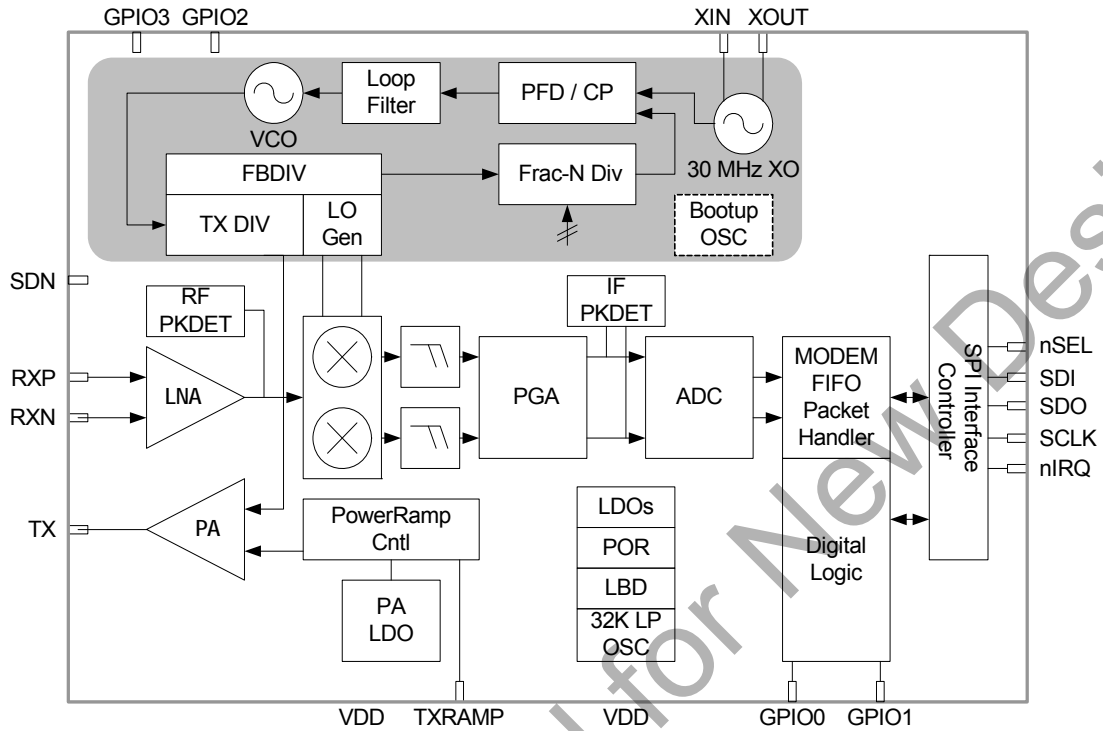 GPIO3 GPIO2
XIN XOUT
Loop
Filter
PFD / CP
VCO
30 MHz XO
FBDIV
Frac-N Div
TX DIV
LO
Gen
Bootup
OSC
SDN
RF
PKDET
IF
PKDET
RXP
RXN
LNA
PGA
ADC
MODEM
FIFO
Packet
Handler
SPI Interface
Controller
nSEL
SDI
SDO
SCLK
nIRQ
TX
PA
PowerRamp
Cntl
LDOs
POR
LBD
32K LP
OSC
Digital
Logic
PA
LDO
VDD TXRAMP VDD GPIO0 GPIO1
for New Des